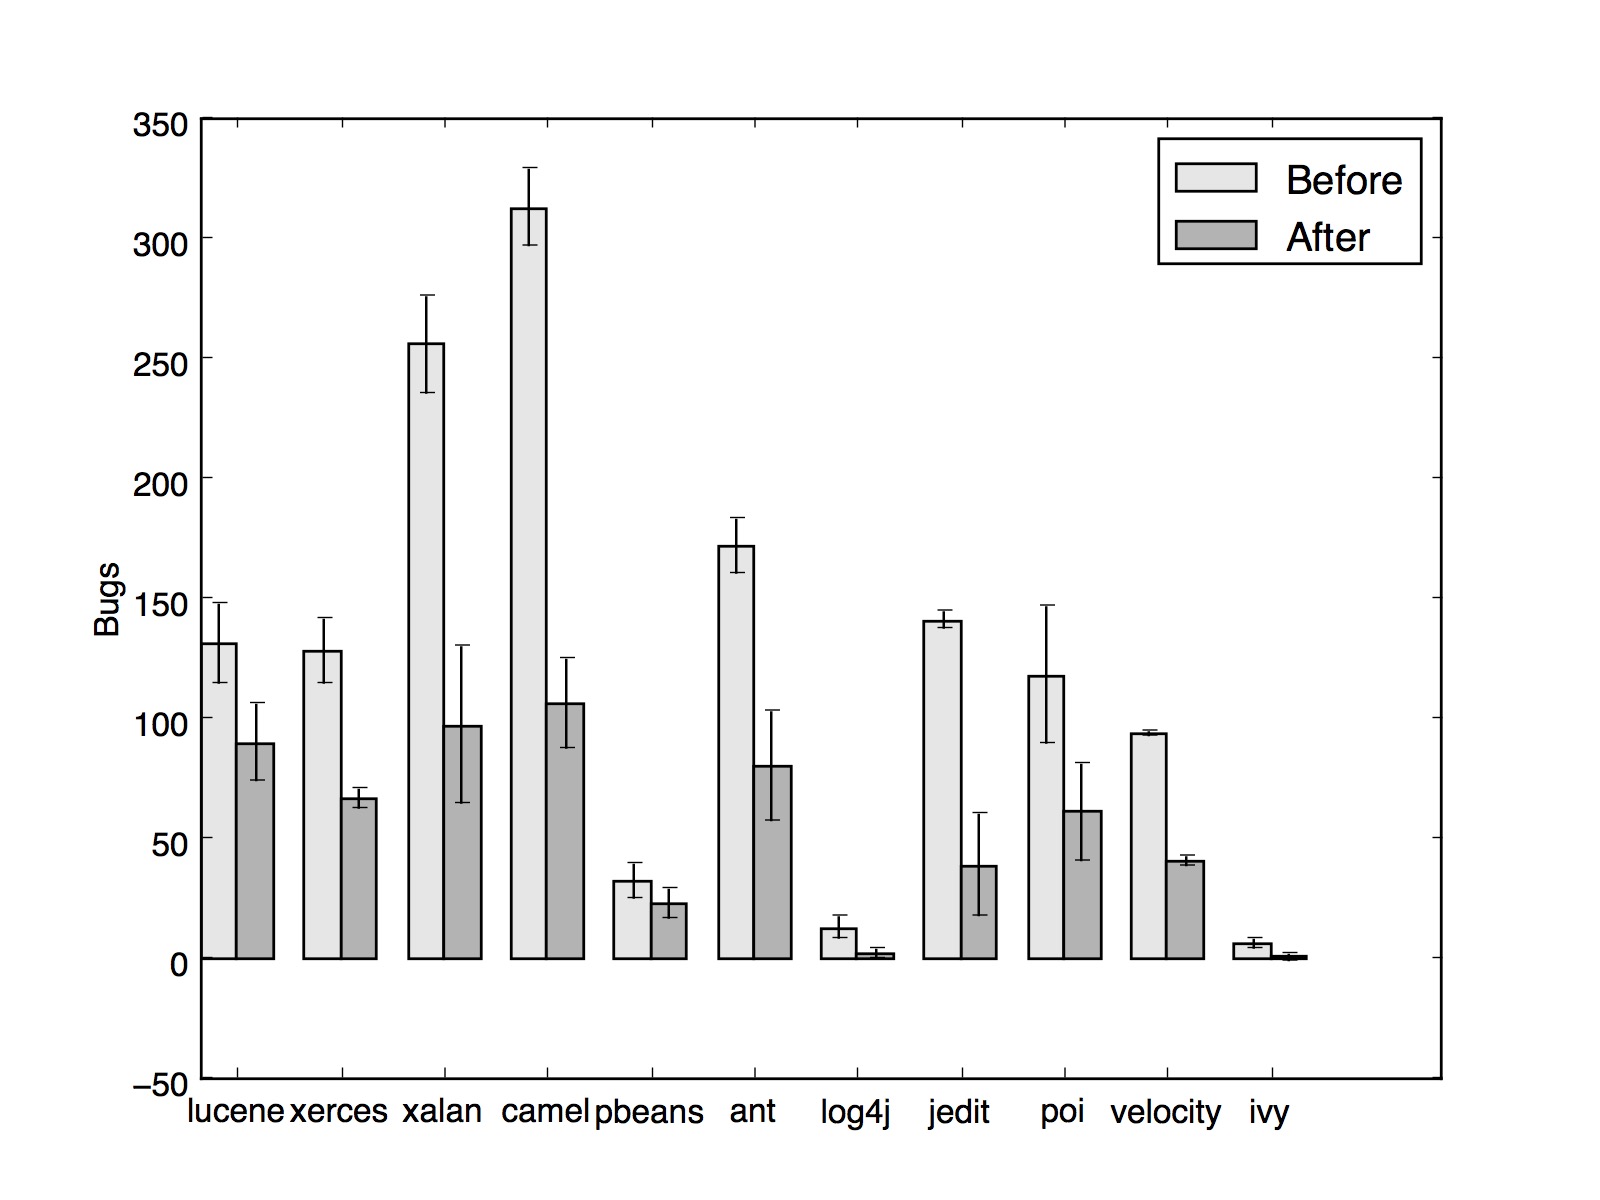 350
300
250
200
150
100
50
0
−50
Bugs
Before
After
lucene xerces xalan camel pbeans ant log4j jedit poi velocity ivy